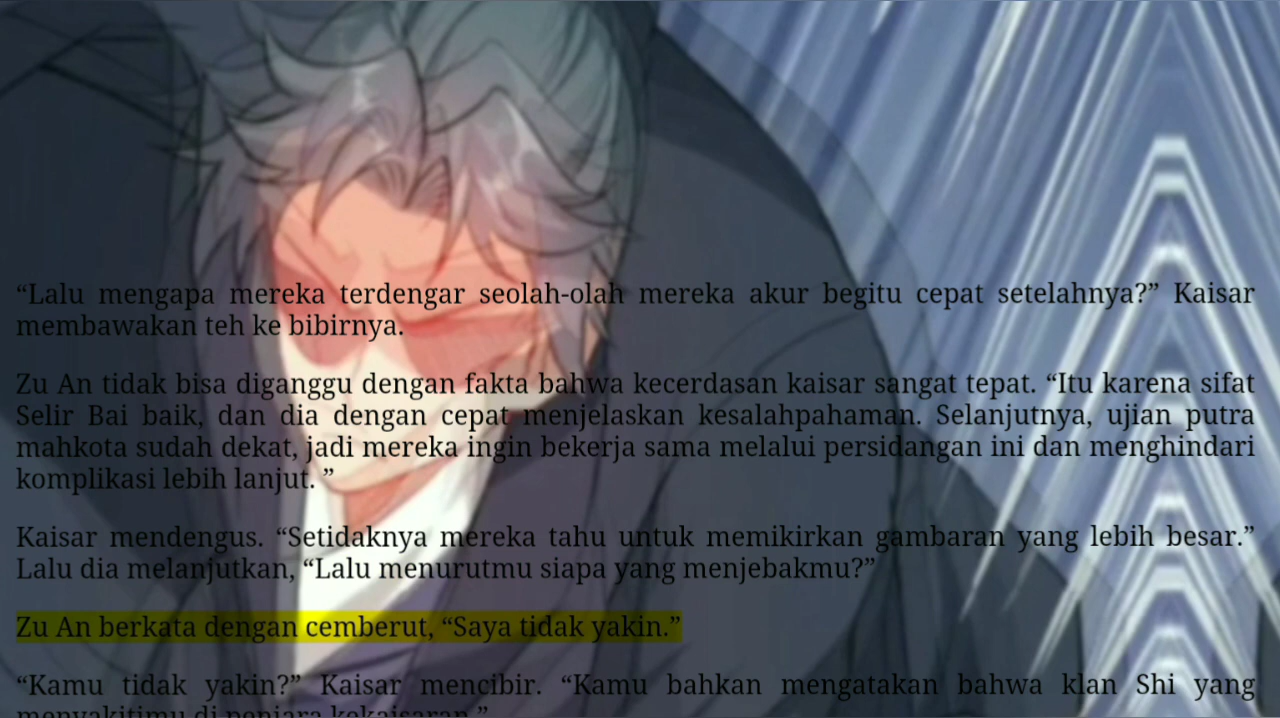 “Lalu mengapa mereka terdengar seolah-olah mereka akur begitu cepat setelahnya?” Kaisar
membawakan teh ke bibirnya.
Zu An tidak bisa diganggu dengan fakta bahwa kecerdasan kaisar sangat tepat. “Itu karena sifat
Selir Bai baik, dan dia dengan cepat menjelaskan kesalahpahaman. Selanjutnya, ujian putra
mahkota sudah dekat, jadi mereka ingin bekerja sama melalui persidangan ini dan menghindari
komplikasi lebih lanjut. ”
Kaisar mendengus. “Setidaknya mereka tahu untuk memikirkan gambaran yang lebih besar.”
Lalu dia melanjutkan, “Lalu menurutmu siapa yang menjebakmu?”
Zu An berkata dengan cemberut, “Saya tidak yakin.”
“Kamu tidak yakin?” Kaisar mencibir. “Kamu bahkan mengatakan bahwa klan Shi yang
menyakitimu di penjara kekaisaran.”